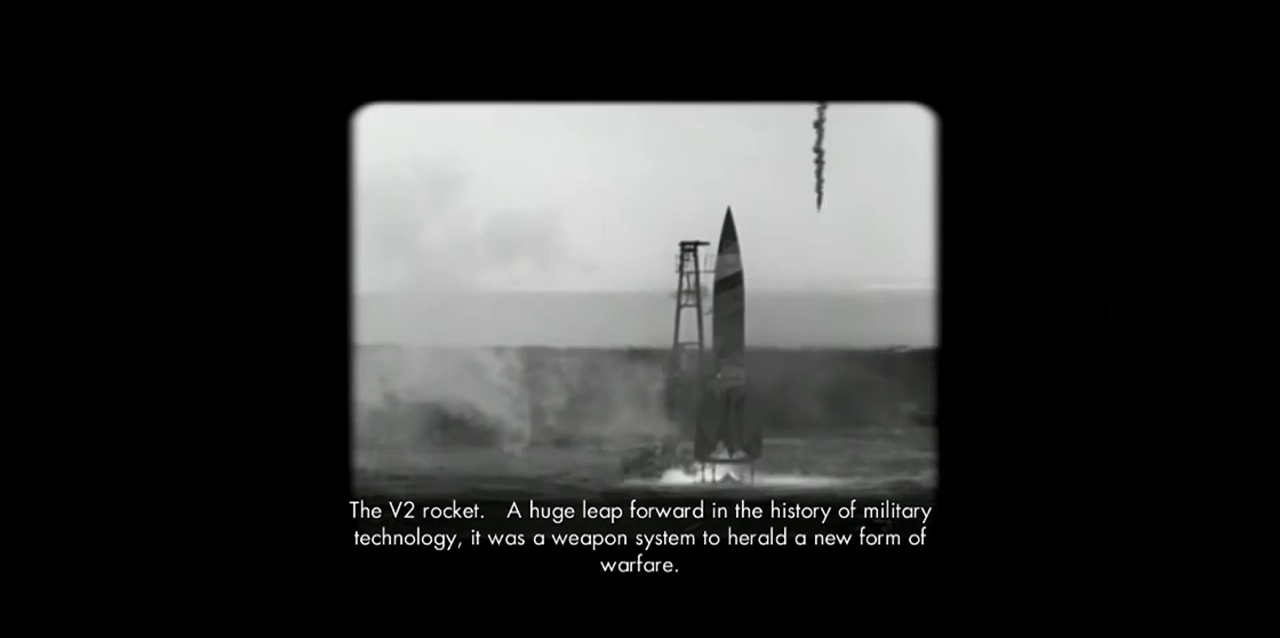 The V2 rocket.   A huge leap forward in the history of military
technology, it was a weapon system to herald a new form of
warfare.